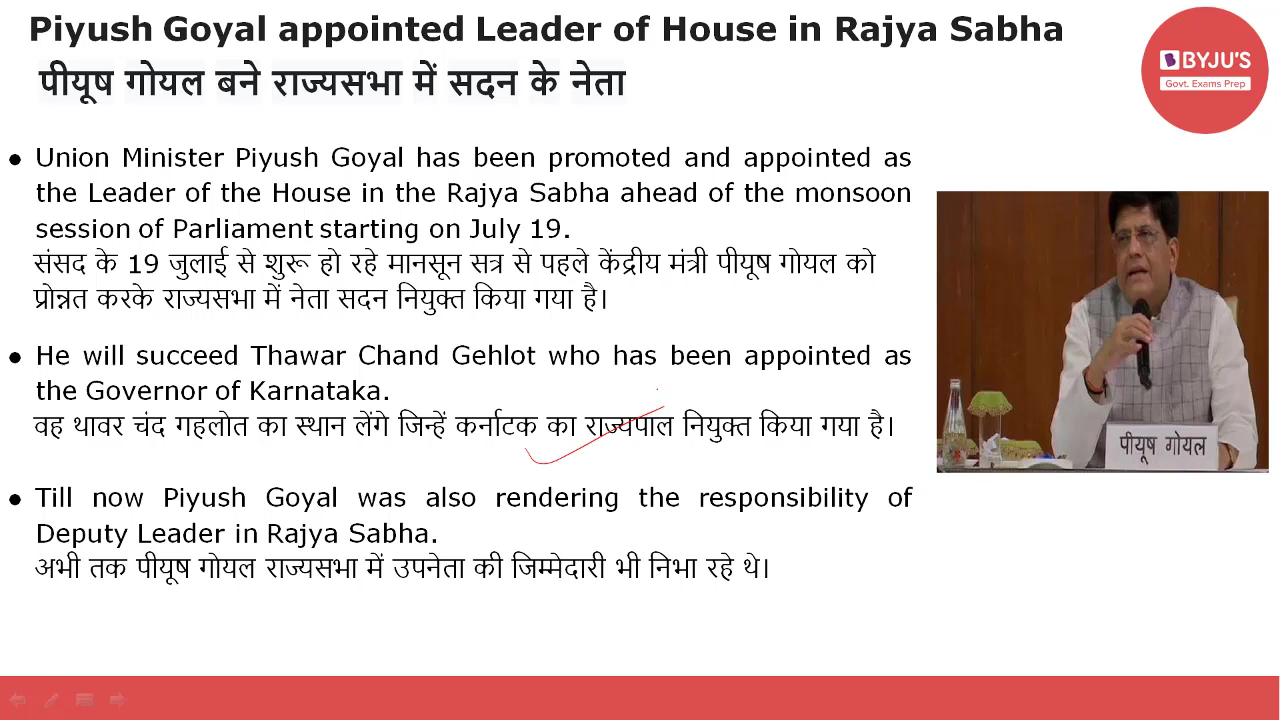 Piyush Goyal appointed Leader of House in Rajya Sabha
पीयूष गोयल बने राज्यसभा में सदन के नेता
BYJU'S
Govt. Exams Prep
● Union Minister Piyush Goyal has been promoted and appointed as
the Leader of the House in the Rajya Sabha ahead of the monsoon
session of Parliament starting on July 19.
संसद के 19 जुलाई से शुरू हो रहे मानसून सत्र से पहले केंद्रीय मंत्री पीयूष गोयल को
प्रोन्नत करके राज्यसभा में नेता सदन नियुक्त किया गया है।
● He will succeed Thawar Chand Gehlot who has been appointed as
the Governor of Karnataka.
वह थावर चंद गहलोत का स्थान लेंगे जिन्हें कर्नाटक का राज्यपाल नियुक्त किया गया है।
● Till now Piyush Goyal was also rendering the responsibility of
Deputy Leader in Rajya Sabha.
अभी तक पीयूष गोयल राज्यसभा में उपनेता की जिम्मेदारी भी निभा रहे थे।
पीयूष गोयल